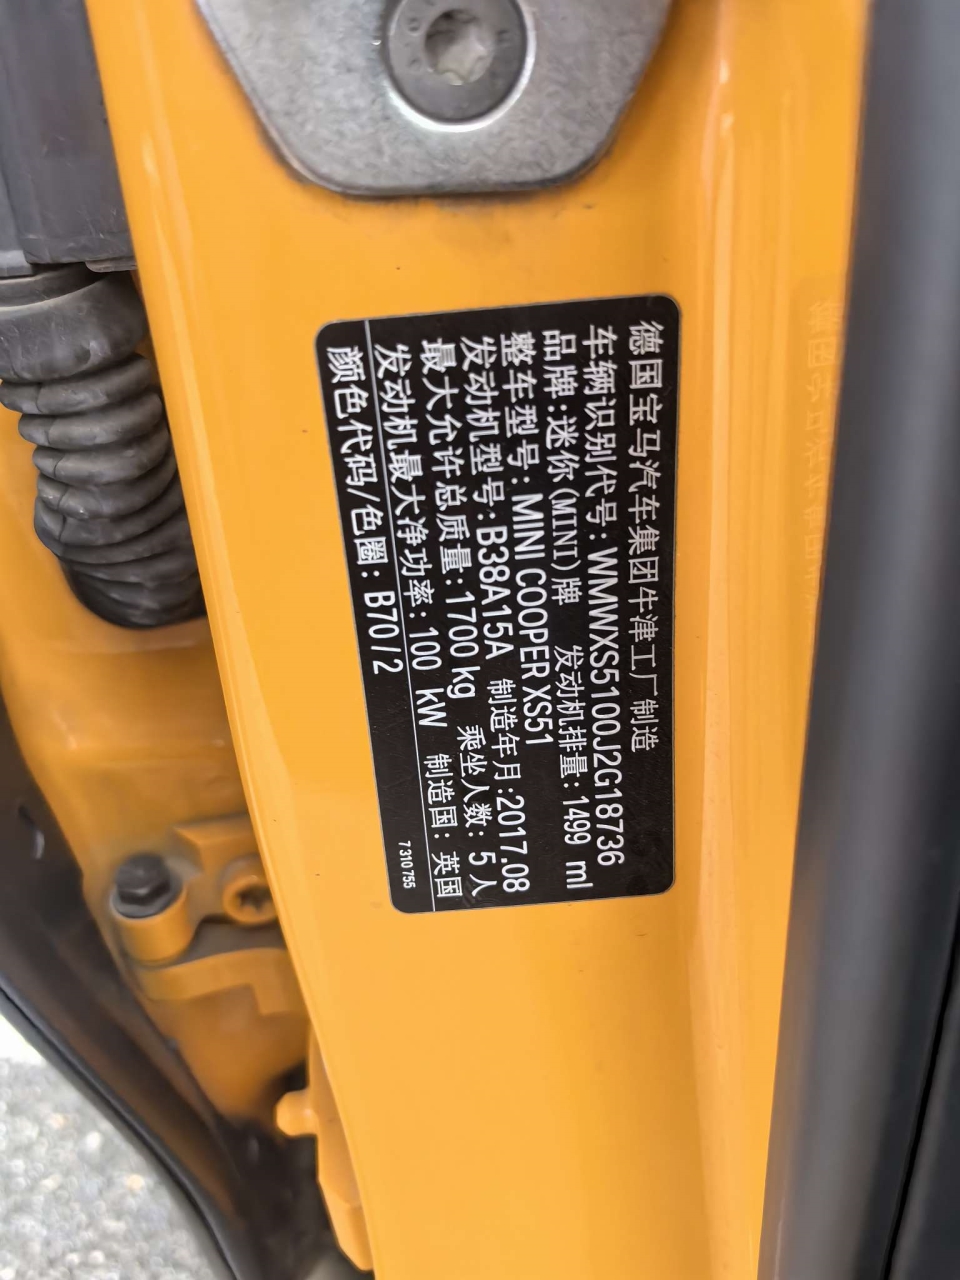 德国宝马汽车集团牛津工厂制造
车辆识别代号:WMWXS5100J2G18736
品牌:迷你(MINI)牌 发动机排量:1499 ml
整车型号:MINI COOPER XS51
发动机型号:B38A15A 制造年月:2017.08
最大允许总质量:1700 kg 乘坐人数:5人
发动机最大净功率:100 kW 制造国:英国
颜色代码/色圈:B70/2
7310755